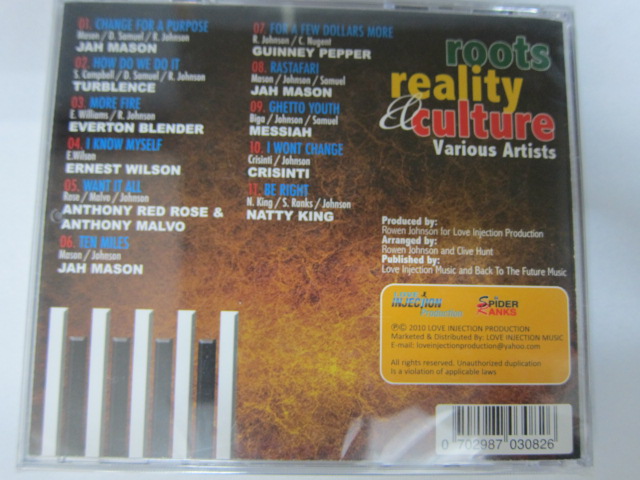 01. CHANGE FOR A PURPOSE
Mason / D. Samuel / R. Johnson
JAH MASON
02. HOW DO WE DO IT
S. Campbell / D. Samuel / R. Johnson
TURBLENCE
03. MORE FIRE
E. Williams / R. Johnson
EVERTON BLENDER
04. I KNOW MYSELF
E.Wilson
ERNEST WILSON
05. WANT IT ALL
Rose / Malvo / Johnson
ANTHONY RED ROSE &
ANTHONY MALVO
06. TEN MILES
Mason / Johnson
JAH MASON
07. FOR A FEW DOLLARS MORE
R. Johnson / C. Nugent
GUINNEY PEPPER
08. RASTAFARI
Mason / Johnson / Samuel
JAH MASON
09. GHETTO YOUTH
Biga / Johnson / Samuel
MESSIAH
10. I WONT CHANGE
Crisinti / Johnson
CRISINTI
11. BE RIGHT
N. King / S. Ranks / Johnson
NATTY KING
roots
reality
& culture
Various Artists
Produced by:
Rowen Johnson for Love Injection Production
Arranged by:
Rowen Johnson and Clive Hunt
Published by:
Love Injection Music and Back To The Future Music
LOVE INJECTION Production
SPIDER RANKS
℗© 2010 LOVE INJECTION PRODUCTION
Marketed & Distributed By: LOVE INJECTION MUSIC
E-mail: loveinjectionproduction@yahoo.com
All rights reserved. Unauthorized duplication
is a violation of applicable laws
0 702987 030826